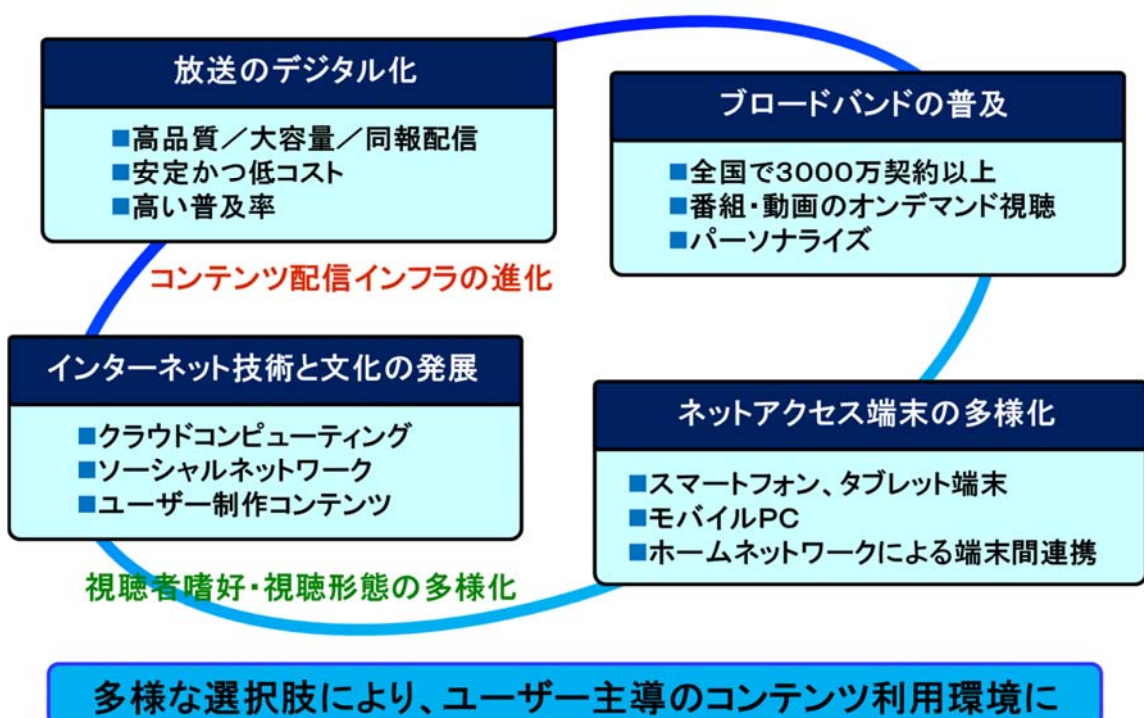 放送のデジタル化
■高品質／大容量／同報配信
■安定かつ低コスト
■高い普及率
ブロードバンドの普及
■全国で3000万契約以上
■番組・動画のオンデマンド視聴
■パーソナライズ
コンテンツ配信インフラの進化
インターネット技術と文化の発展
■クラウドコンピューティング
■ソーシャルネットワーク
■ユーザー制作コンテンツ
ネットアクセス端末の多様化
■スマートフォン、タブレット端末
■モバイルPC
■ホームネットワークによる端末間連携
視聴者嗜好・視聴形態の多様化
多様な選択肢により、ユーザー主導のコンテンツ利用環境に